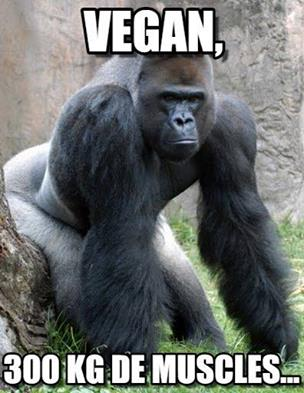 VEGAN,
300 KG DE MUSCLES...